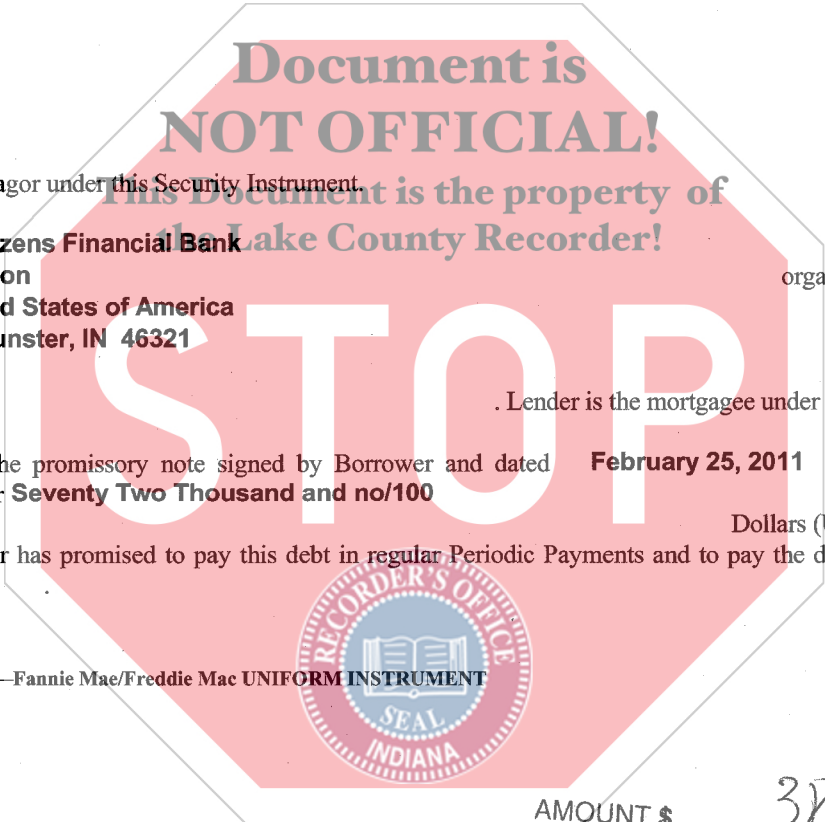 Document is
NOT OFFICIAL!
agor under this Security Instrument.
This Document is the property of
zens Financial Bank
the Lake County Recorder!
on orga
d States of America
unster, IN 46321
STOP
. Lender is the mortgagee under
he promissory note signed by Borrower and dated February 25, 2011
Seventy Two Thousand and no/100
Dollars (
r has promised to pay this debt in regular Periodic Payments and to pay the d
RECORDER'S OFFICE
—Fannie Mae/Freddie Mac UNIFORM INSTRUMENT
SEAL
INDIANA
AMOUNT $